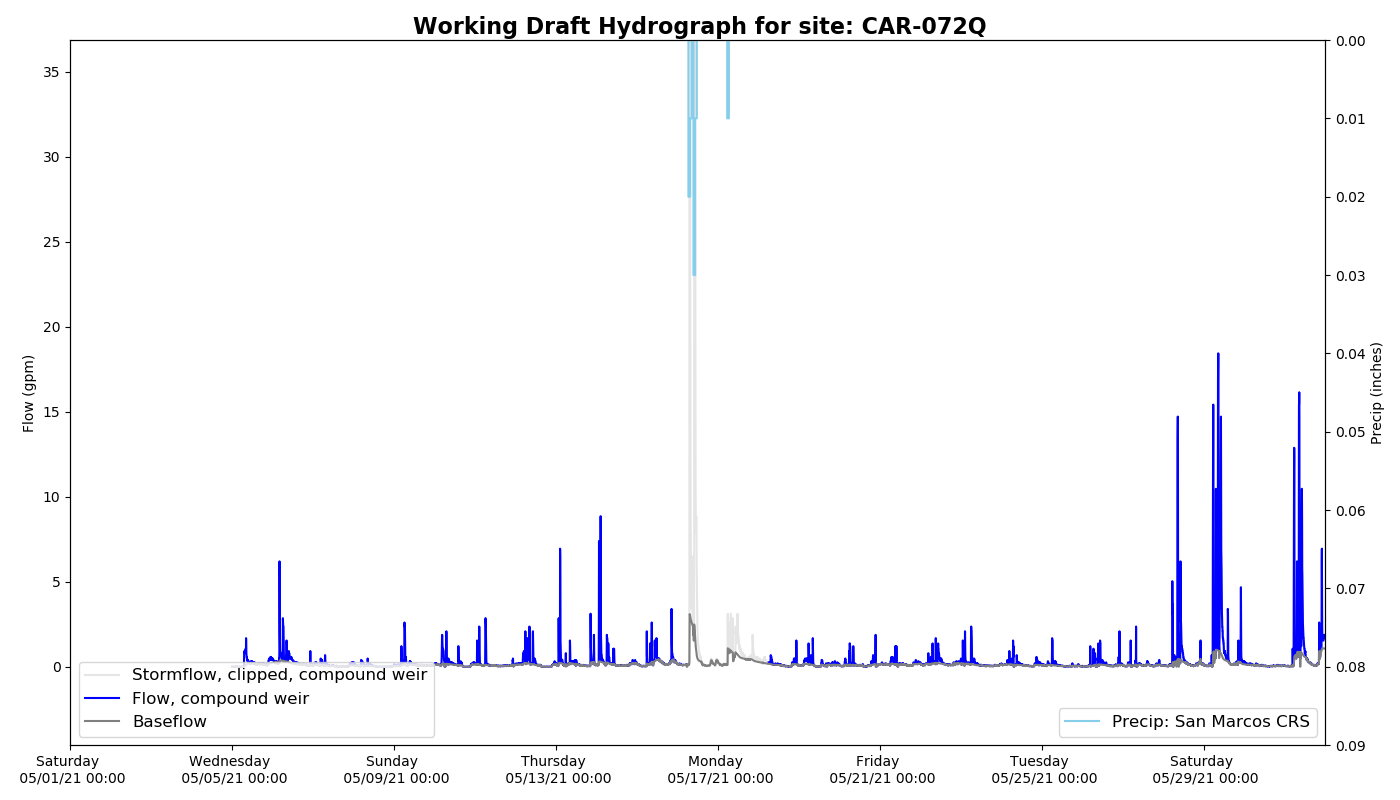 Working Draft Hydrograph for site: CAR-072Q
Flow (gpm)
35
30
25
20
15
10
5
0
0.00
0.01
0.02
0.03
0.04
0.05
0.06
0.07
0.08
0.09
Precip (inches)
Stormflow, clipped, compound weir
Flow, compound weir
Baseflow
Precip: San Marcos CRS
Saturday
05/01/21 00:00
Wednesday
05/05/21 00:00
Sunday
05/09/21 00:00
Thursday
05/13/21 00:00
Monday
05/17/21 00:00
Friday
05/21/21 00:00
Tuesday
05/25/21 00:00
Saturday
05/29/21 00:00